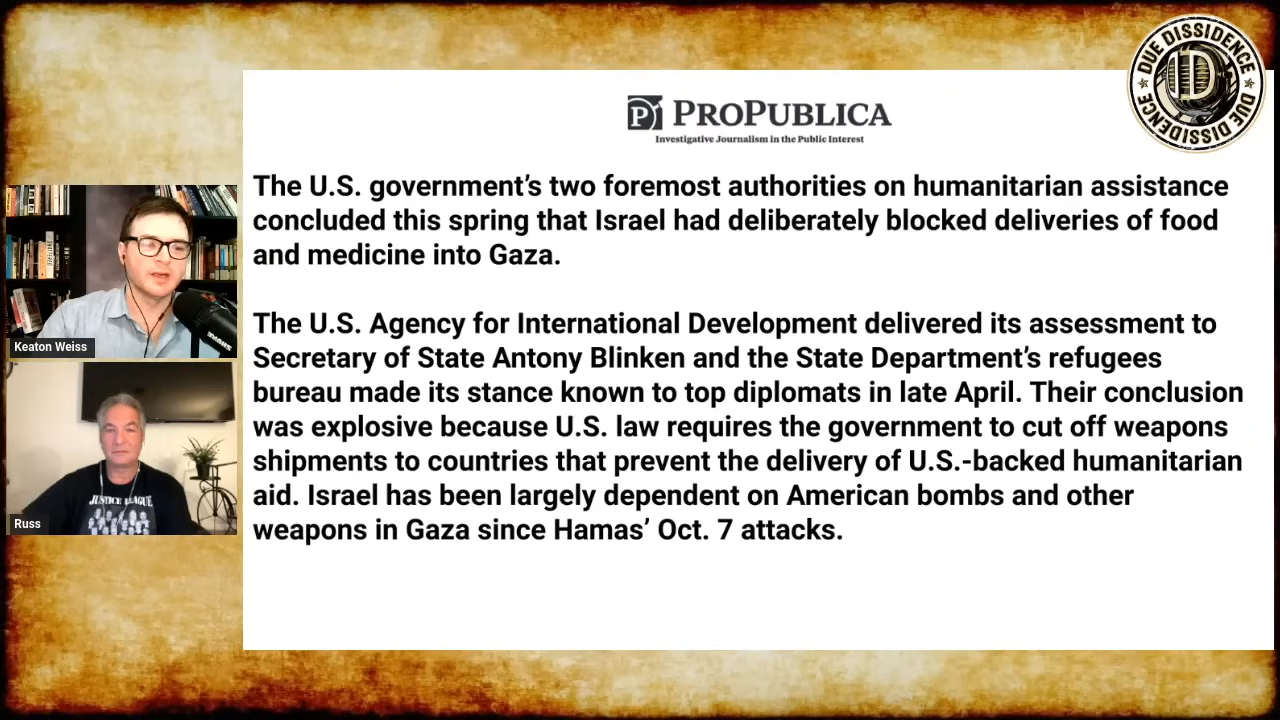 DUE DISSIDENCE
DUE DISSIDENCE
PROPUBLICA
Investigative Journalism in the Public Interest
The U.S. government’s two foremost authorities on humanitarian assistance
concluded this spring that Israel had deliberately blocked deliveries of food
and medicine into Gaza.
The U.S. Agency for International Development delivered its assessment to
Secretary of State Antony Blinken and the State Department’s refugees
bureau made its stance known to top diplomats in late April. Their conclusion
was explosive because U.S. law requires the government to cut off weapons
shipments to countries that prevent the delivery of U.S.-backed humanitarian
aid. Israel has been largely dependent on American bombs and other
weapons in Gaza since Hamas’ Oct. 7 attacks.
Keaton Weiss
JUSTICE LEAGUE
Russ